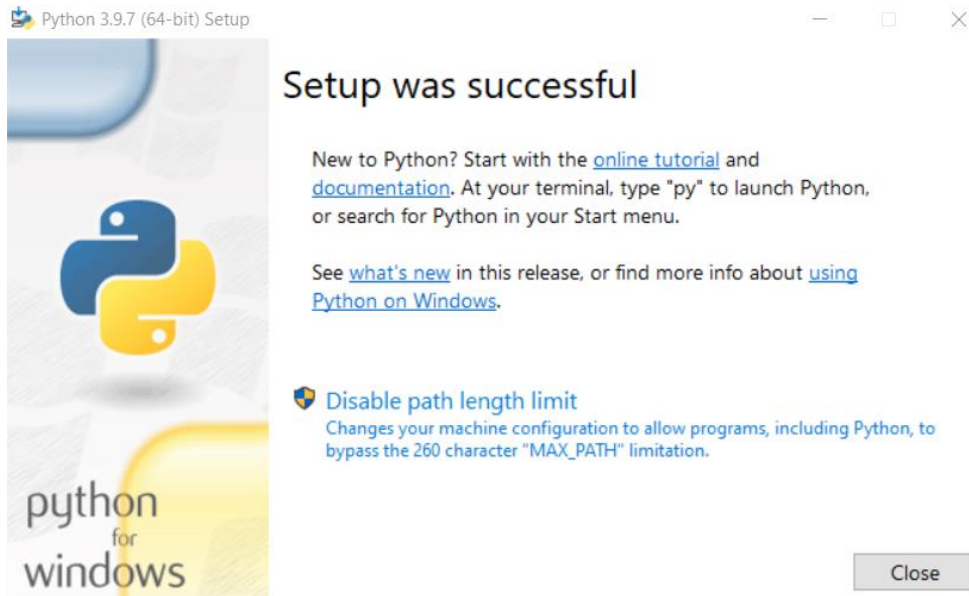 Python 3.9.7 (64-bit) Setup
Setup was successful
New to Python? Start with the online tutorial and
documentation. At your terminal, type "py" to launch Python,
or search for Python in your Start menu.
See what's new in this release, or find more info about using
Python on Windows.
Disable path length limit
Changes your machine configuration to allow programs, including Python, to
bypass the 260 character "MAX_PATH" limitation.
python
for
windows
Close